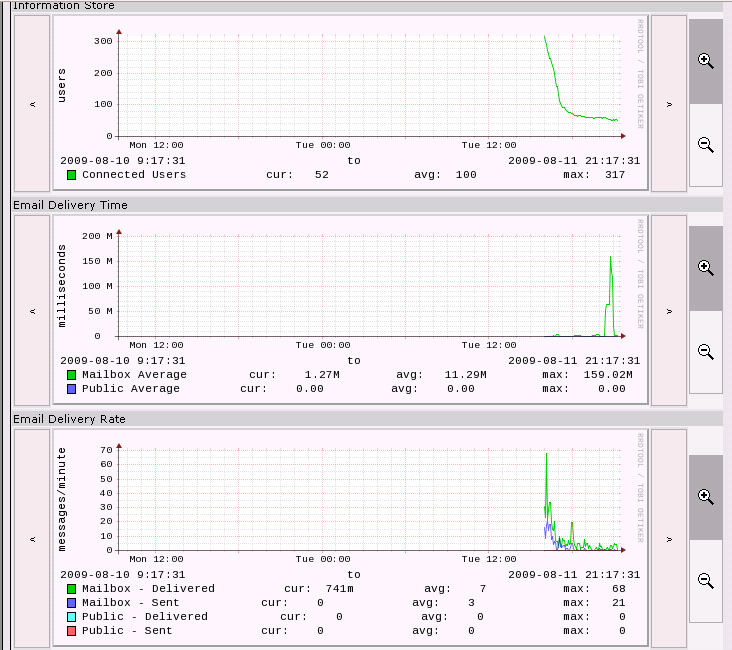 Information Store
300
200
100
0
users
Mon 12:00 Tue 00:00 Tue 12:00
2009-08-10 9:17:31 to 2009-08-11 21:17:31
Connected Users cur: 52 avg: 100 max: 317
RRDTOOL / TOBI OETIKER
< >
Email Delivery Time
200 M
150 M
100 M
50 M
0
milliseconds
Mon 12:00 Tue 00:00 Tue 12:00
2009-08-10 9:17:31 to 2009-08-11 21:17:31
Mailbox Average cur: 1.27M avg: 11.29M max: 159.02M
Public Average cur: 0.00 avg: 0.00 max: 0.00
RRDTOOL / TOBI OETIKER
< >
Email Delivery Rate
70
60
50
40
30
20
10
0
messages/minute
Mon 12:00 Tue 00:00 Tue 12:00
2009-08-10 9:17:31 to 2009-08-11 21:17:31
Mailbox - Delivered cur: 741m avg: 7 max: 68
Mailbox - Sent cur: 0 avg: 3 max: 21
Public - Delivered cur: 0 avg: 0 max: 0
Public - Sent cur: 0 avg: 0 max: 0
RRDTOOL / TOBI OETIKER
< >